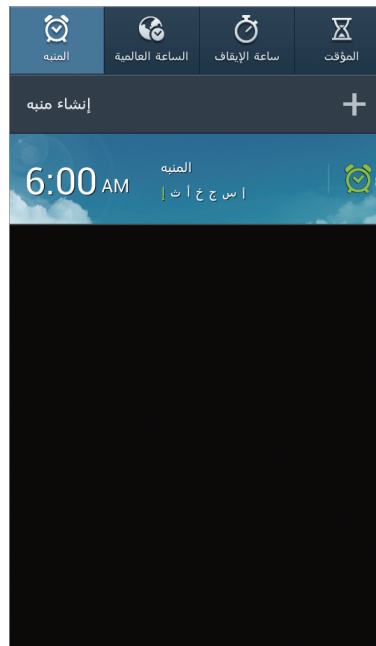 المؤقت
ساعة الإيقاف
الساعة العالمية
المنبه
إنشاء منبه
6:00 AM
المنبه
ا س ج خ أ ث إ